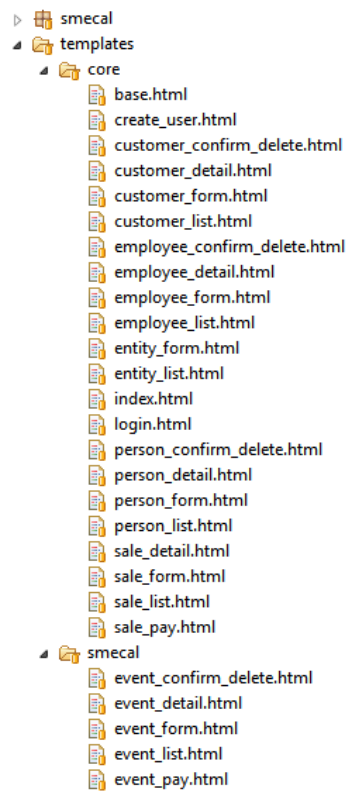 smecal
templates
core
base.html
create_user.html
customer_confirm_delete.html
customer_detail.html
customer_form.html
customer_list.html
employee_confirm_delete.html
employee_detail.html
employee_form.html
employee_list.html
entity_form.html
entity_list.html
index.html
login.html
person_confirm_delete.html
person_detail.html
person_form.html
person_list.html
sale_detail.html
sale_form.html
sale_list.html
sale_pay.html
smecal
event_confirm_delete.html
event_detail.html
event_form.html
event_list.html
event_pay.html